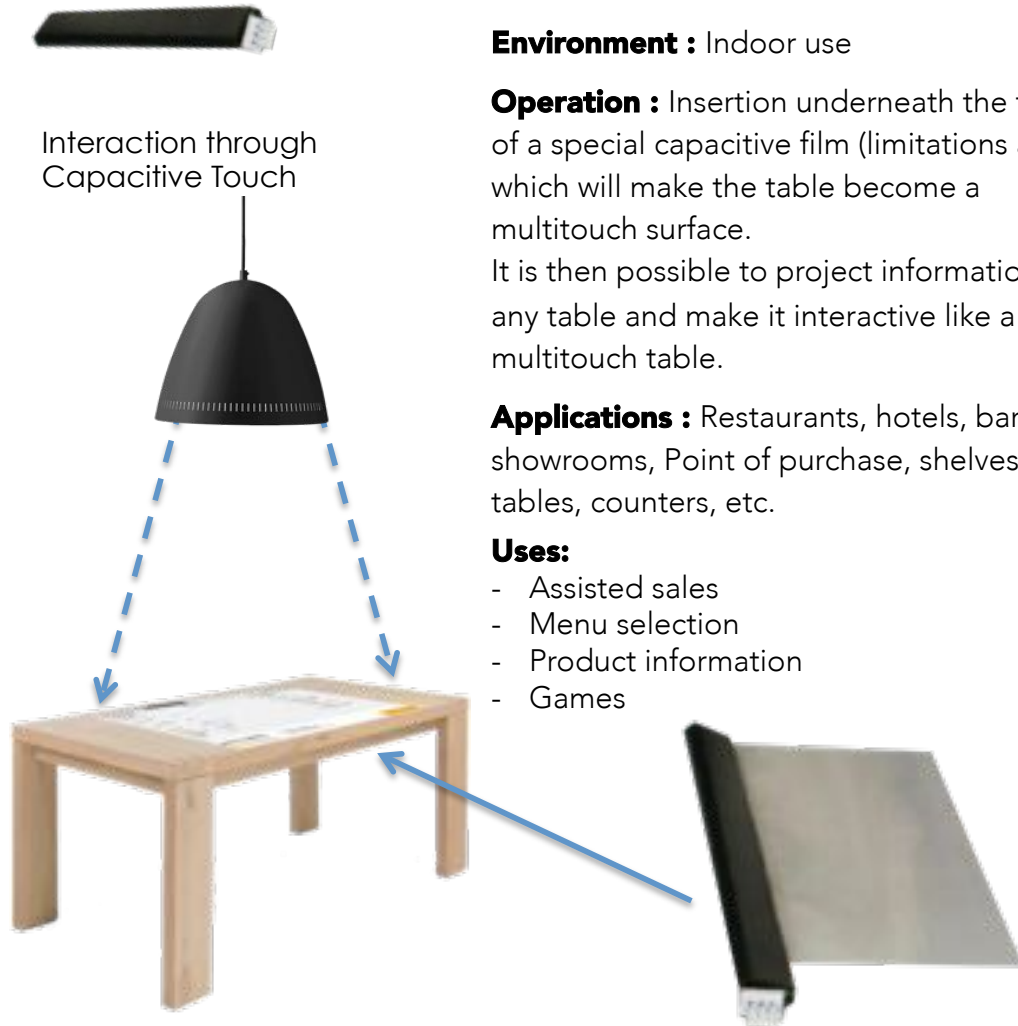 Interaction through
Capacitive Touch
Environment : Indoor use
Operation : Insertion underneath the
of a special capacitive film (limitations
which will make the table become a
multitouch surface.
It is then possible to project
any table and make it interactive like a
multitouch table.
Applications : Restaurants, hotels,
showrooms, Point of purchase, shelves
tables, counters, etc.
Uses:
- Assisted sales
- Menu selection
- Product information
- Games